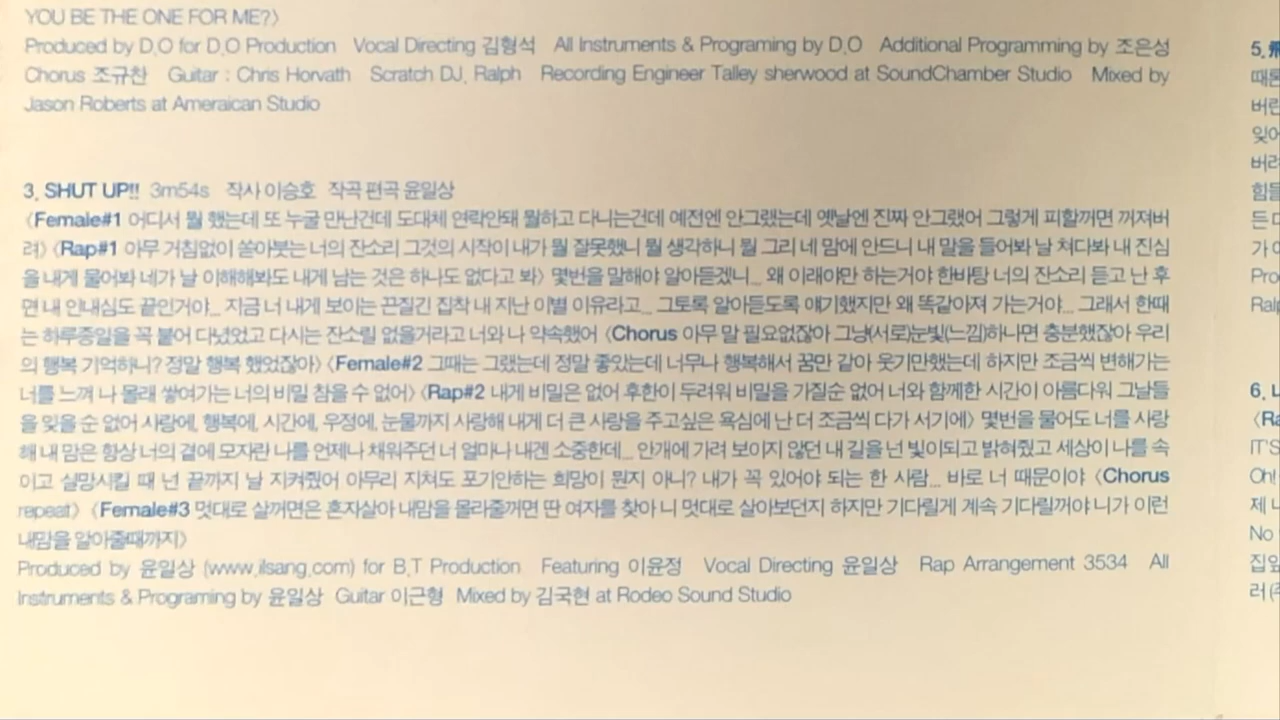 YOU BE THE ONE FOR ME?〉
Produced by D.O for D.O Production Vocal Directing 김형석 All Instruments & Programing by D.O Additional Programming by 조은성
Chorus 조규찬 Guitar : Chris Horvath Scratch DJ. Ralph Recording Engineer Talley sherwood at SoundChamber Studio Mixed by
Jason Roberts at Ameraican Studio
3. SHUT UP!! 3m54s 작사 이승호 작곡 편곡 윤일상
〈Female#1 어디서 뭘 했는데 또 누굴 만난건데 도대체 연락안돼 뭘하고 다니는건데 예전엔 안그랬는데 옛날엔 진짜 안그랬어 그렇게 피할꺼면 꺼져버
려〉 〈Rap#1 아무 거침없이 쏟아붓는 너의 잔소리 그것의 시작이 내가 뭘 잘못했니 뭘 생각하니 뭘 그리 네 맘에 안드니 내 말을 들어봐 날 쳐다봐 내 진심
을 내게 물어봐 네가 날 이해해봐도 내게 남는 것은 하나도 없다고 봐〉 몇번을 말해야 알아듣겠니... 왜 이래야만 하는거야 한바탕 너의 잔소리 듣고 난 후
면 내 인내심도 끝인거야... 지금 너 내게 보이는 끈질긴 집착 내 지난 이별 이유라고... 그토록 알아듣도록 얘기했지만 왜 똑같아져 가는거야... 그래서 한때
는 하루종일을 꼭 붙어 다녔었고 다시는 잔소릴 없을거라고 너와 나 약속했어 〈Chorus 아무 말 필요없잖아 그냥(서로)눈빛(느낌)하나면 충분했잖아 우리
의 행복 기억하니? 정말 행복 했었잖아〉 〈Female#2 그때는 그랬는데 정말 좋았는데 너무나 행복해서 꿈만 같아 웃기만했는데 하지만 조금씩 변해가는
너를 느껴 나 몰래 쌓여가는 너의 비밀 참을 수 없어〉 〈Rap#2 내게 비밀은 없어 후한이 두려워 비밀을 가질순 없어 너와 함께한 시간이 아름다워 그날들
을 잊을 순 없어 사랑에, 행복에, 시간에, 우정에, 눈물까지 사랑해 내게 더 큰 사랑을 주고싶은 욕심에 난 더 조금씩 다가 서기에〉 몇번을 물어도 너를 사랑
해 내 맘은 항상 너의 곁에 모자란 나를 언제나 채워주던 너 얼마나 내겐 소중한데... 안개에 가려 보이지 않던 내 길을 넌 빛이되고 밝혀줬고 세상이 나를 속
이고 실망시킬 때 넌 끝까지 날 지켜줬어 아무리 지쳐도 포기안하는 희망이 뭔지 아니? 내가 꼭 있어야 되는 한 사람... 바로 너 때문이야 〈Chorus
repeat〉 〈Female#3 멋대로 살꺼면은 혼자살아 내맘을 몰라줄꺼면 딴 여자를 찾아 니 멋대로 살아보던지 하지만 기다릴게 계속 기다릴꺼야 니가 이런
내맘을 알아줄때까지〉
Produced by 윤일상 (www.ilsang.com) for B.T Production Featuring 이윤정 Vocal Directing 윤일상 Rap Arrangement 3534 All
Instruments & Programing by 윤일상 Guitar 이근형 Mixed by 김국현 at Rodeo Sound Studio
5.
버린
잊어
버려
힘들
든
가
6.
IT'S
Oh!
제
No
집앞